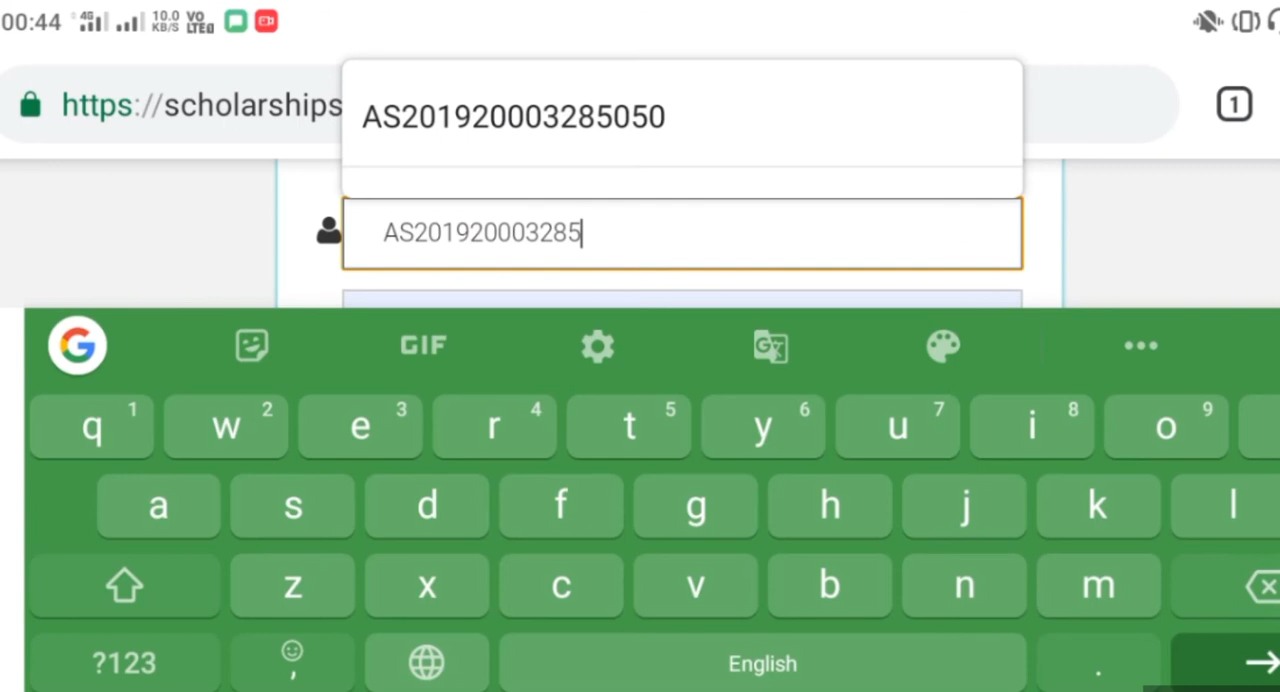 00:44 4G 10.0 KB/S VO LTE
https://scholarships
1
AS201920003285050
AS201920003285
G GIF G
q 1 w 2 e 3 r 4 t 5 y 6 u 7 i 8 o 9
a s d f g h j k l
z x c v b n m
?123 , English .